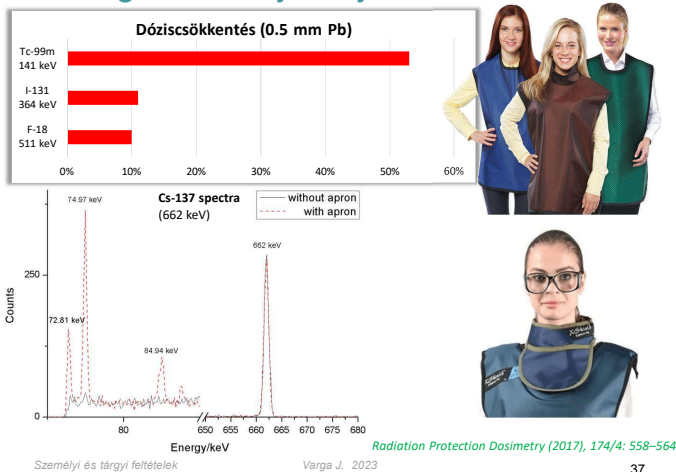 Dóziscsökkentés (0.5 mm Pb)
Tc-99m
141 keV
I-131
364 keV
F-18
511 keV
0% 10% 20% 30% 40% 50% 60%
74.97 keV
Cs-137 spectra
(662 keV)
without apron
with apron
662 keV
250
Counts
72.81 keV
84.94 keV
0
80 650 655 660 665 670 675 680
Energy/keV
Radiation Protection Dosimetry (2017), 174/4: 558–564
Személyi és tárgyi feltételek Varga J. 2023 37